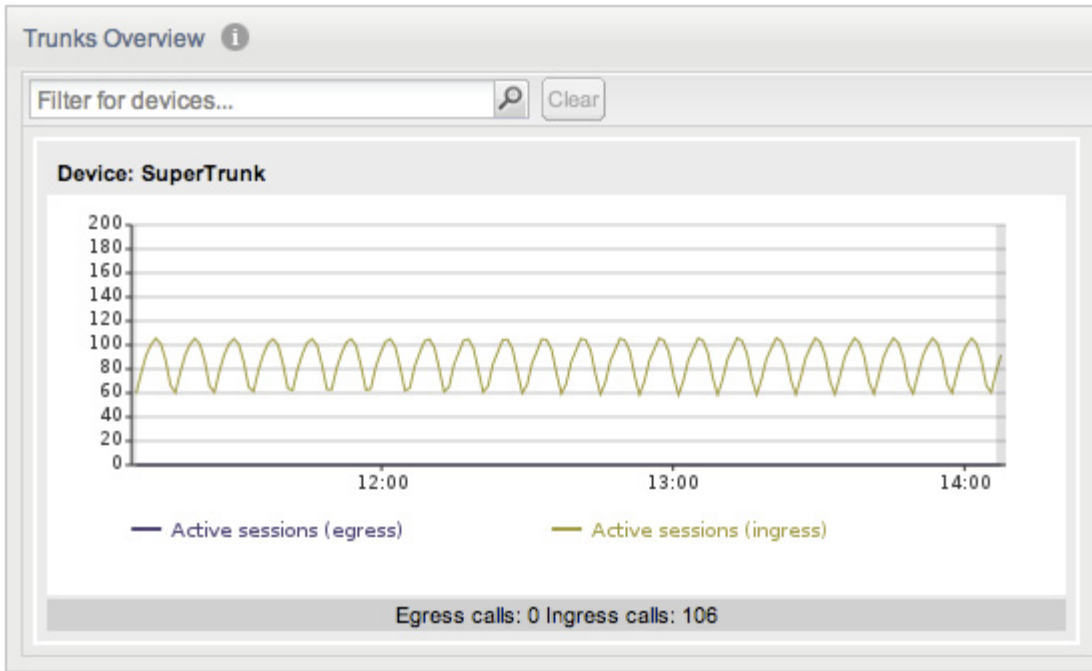 Trunks Overview
Filter for devices... Clear
Device: SuperTrunk
200
180
160
140
120
100
80
60
40
20
0
12:00 13:00 14:00
Active sessions (egress) Active sessions (ingress)
Egress calls: 0 Ingress calls: 106